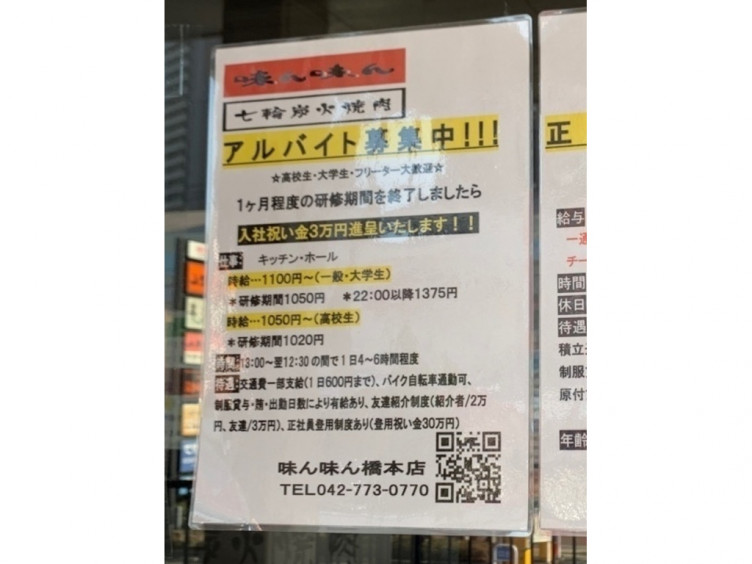 味ん味ん
七輪炭火焼肉
アルバイト募集中!!!
☆高校生・大学生・フリーター大歓迎☆
1ヶ月程度の研修期間を終了しましたら
入社祝い金3万円進呈いたします!!
仕事: キッチン・ホール
時給…1100円～(一般・大学生)
＊研修期間1050円 ＊22:00以降1375円
時給…1050円～(高校生)
＊研修期間1020円
時間:13:00～翌12:30の間で1日4～6時間程度
待遇:交通費一部支給(1日600円まで)、バイク自転車通勤可、
制服貸与・務・出勤日数により有給あり、友達紹介制度(紹介者/2万
円、友達/3万円)、正社員登用制度あり(登用祝い金30万円)
味ん味ん橋本店
TEL042-773-0770
正
給与
一通
チー
時間
休日
待遇
積立
制服
原付
年齢